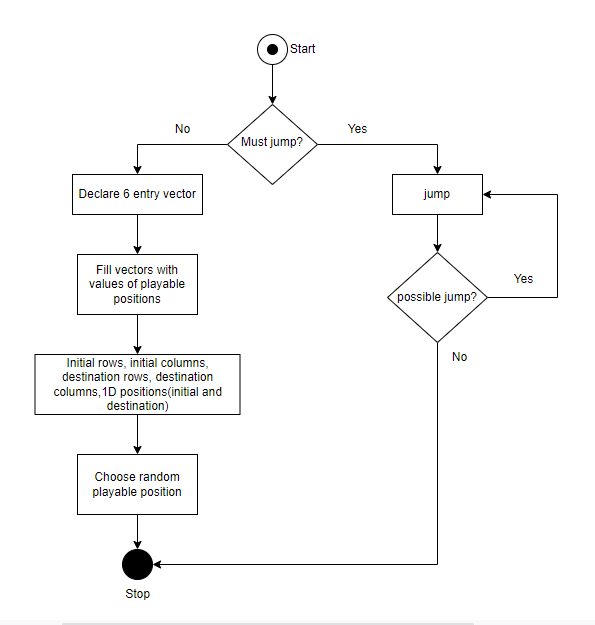 Start
Must jump?
No
Yes
Declare 6 entry vector
jump
Fill vectors with
values of playable
positions
possible jump?
Yes
No
Initial rows, initial columns,
destination rows, destination
columns,1D positions(initial and
destination)
Choose random
playable position
Stop